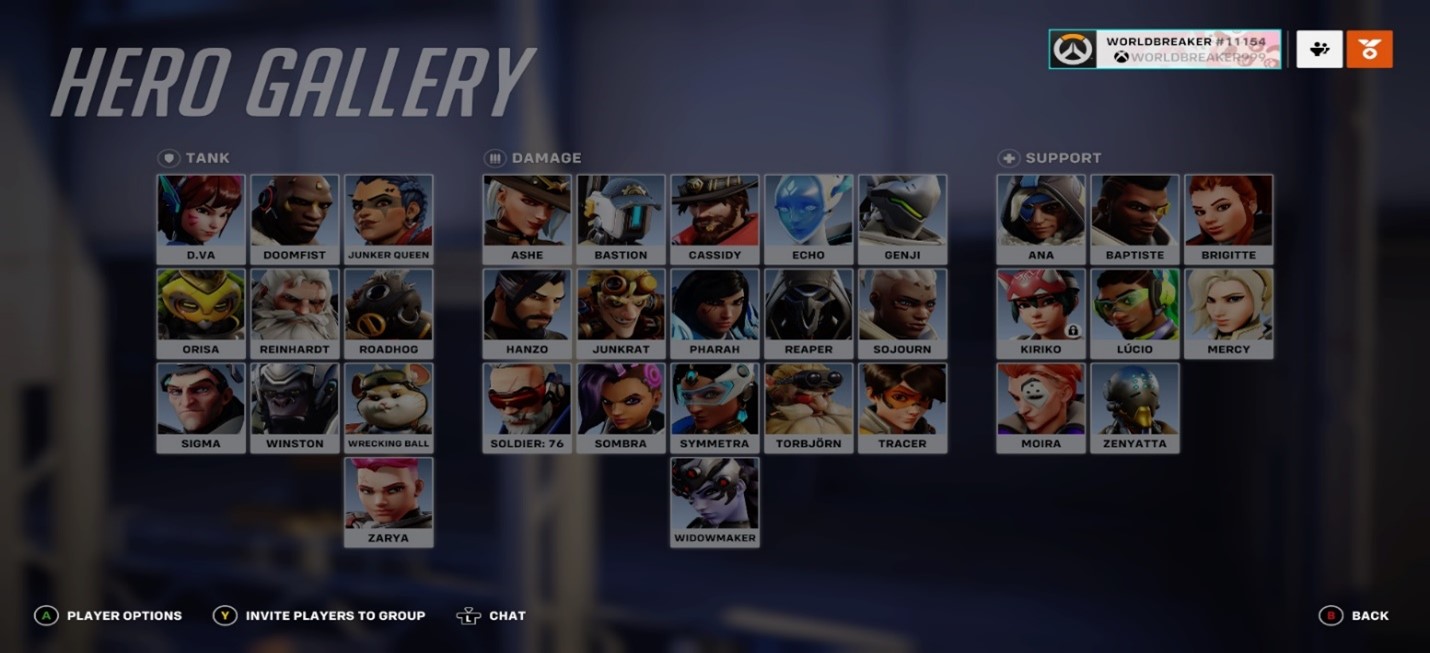 HERO GALLERY
WORLDBREAKER #11154
WORLDBREAKER999
TANK
D.VA DOOMFIST JUNKER QUEEN
ORISA REINHARDT ROADHOG
SIGMA WINSTON WRECKING BALL
ZARYA
DAMAGE
ASHE BASTION CASSIDY ECHO GENJI
HANZO JUNKRAT PHARAH REAPER SOJOURN
SOLDIER: 76 SOMBRA SYMMETRA TORBJÖRN TRACER
WIDOWMAKER
SUPPORT
ANA BAPTISTE BRIGITTE
KIRIKO LÚCIO MERCY
MOIRA ZENYATTA
A PLAYER OPTIONS Y INVITE PLAYERS TO GROUP L CHAT B BACK